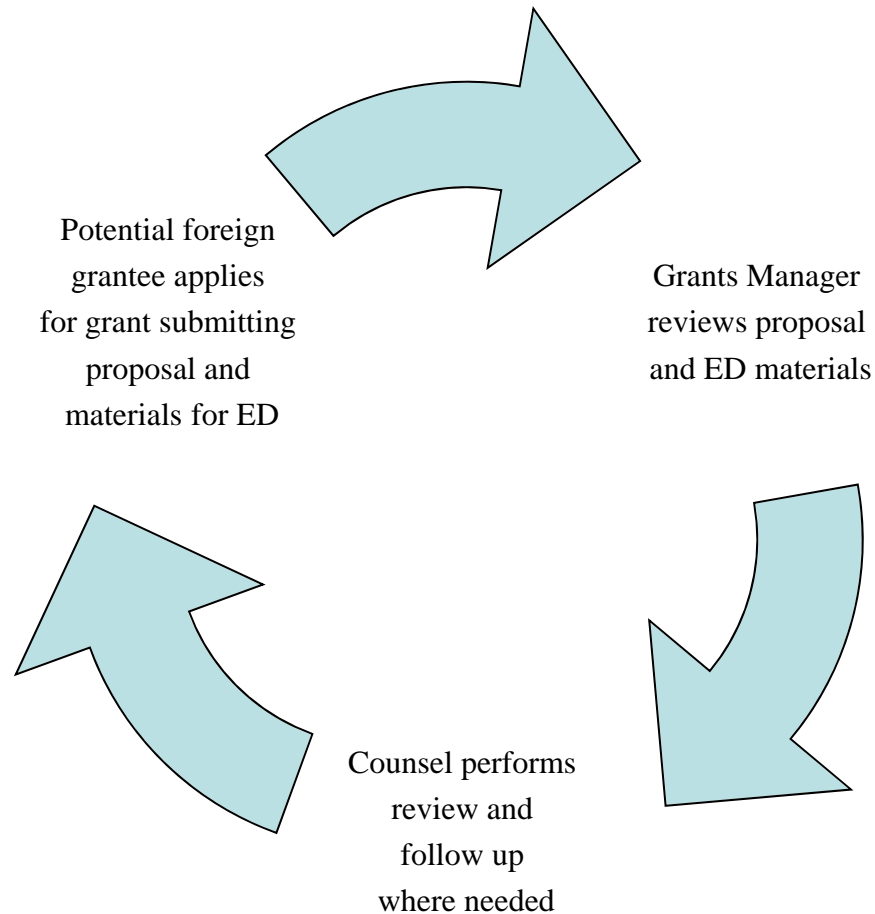 Potential foreign
grantee applies
for grant submitting
proposal and
materials for ED
Grants Manager
reviews proposal
and ED materials
Counsel performs
review and
follow up
where needed